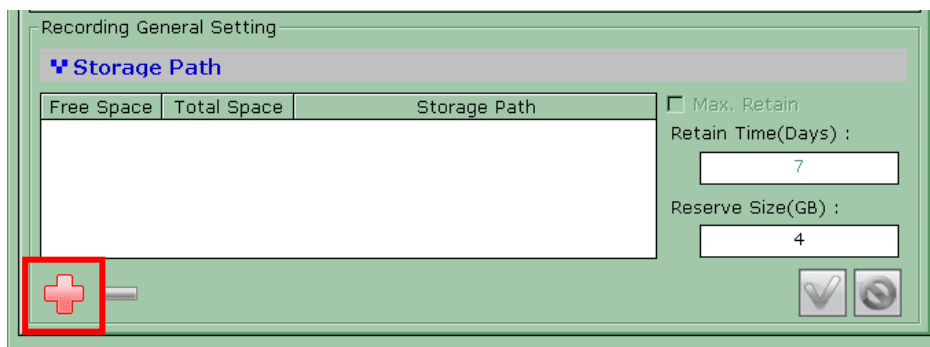 Recording General Setting
Storage Path
Free Space Total Space Storage Path
Max. Retain
Retain Time(Days) :
7
Reserve Size(GB) :
4